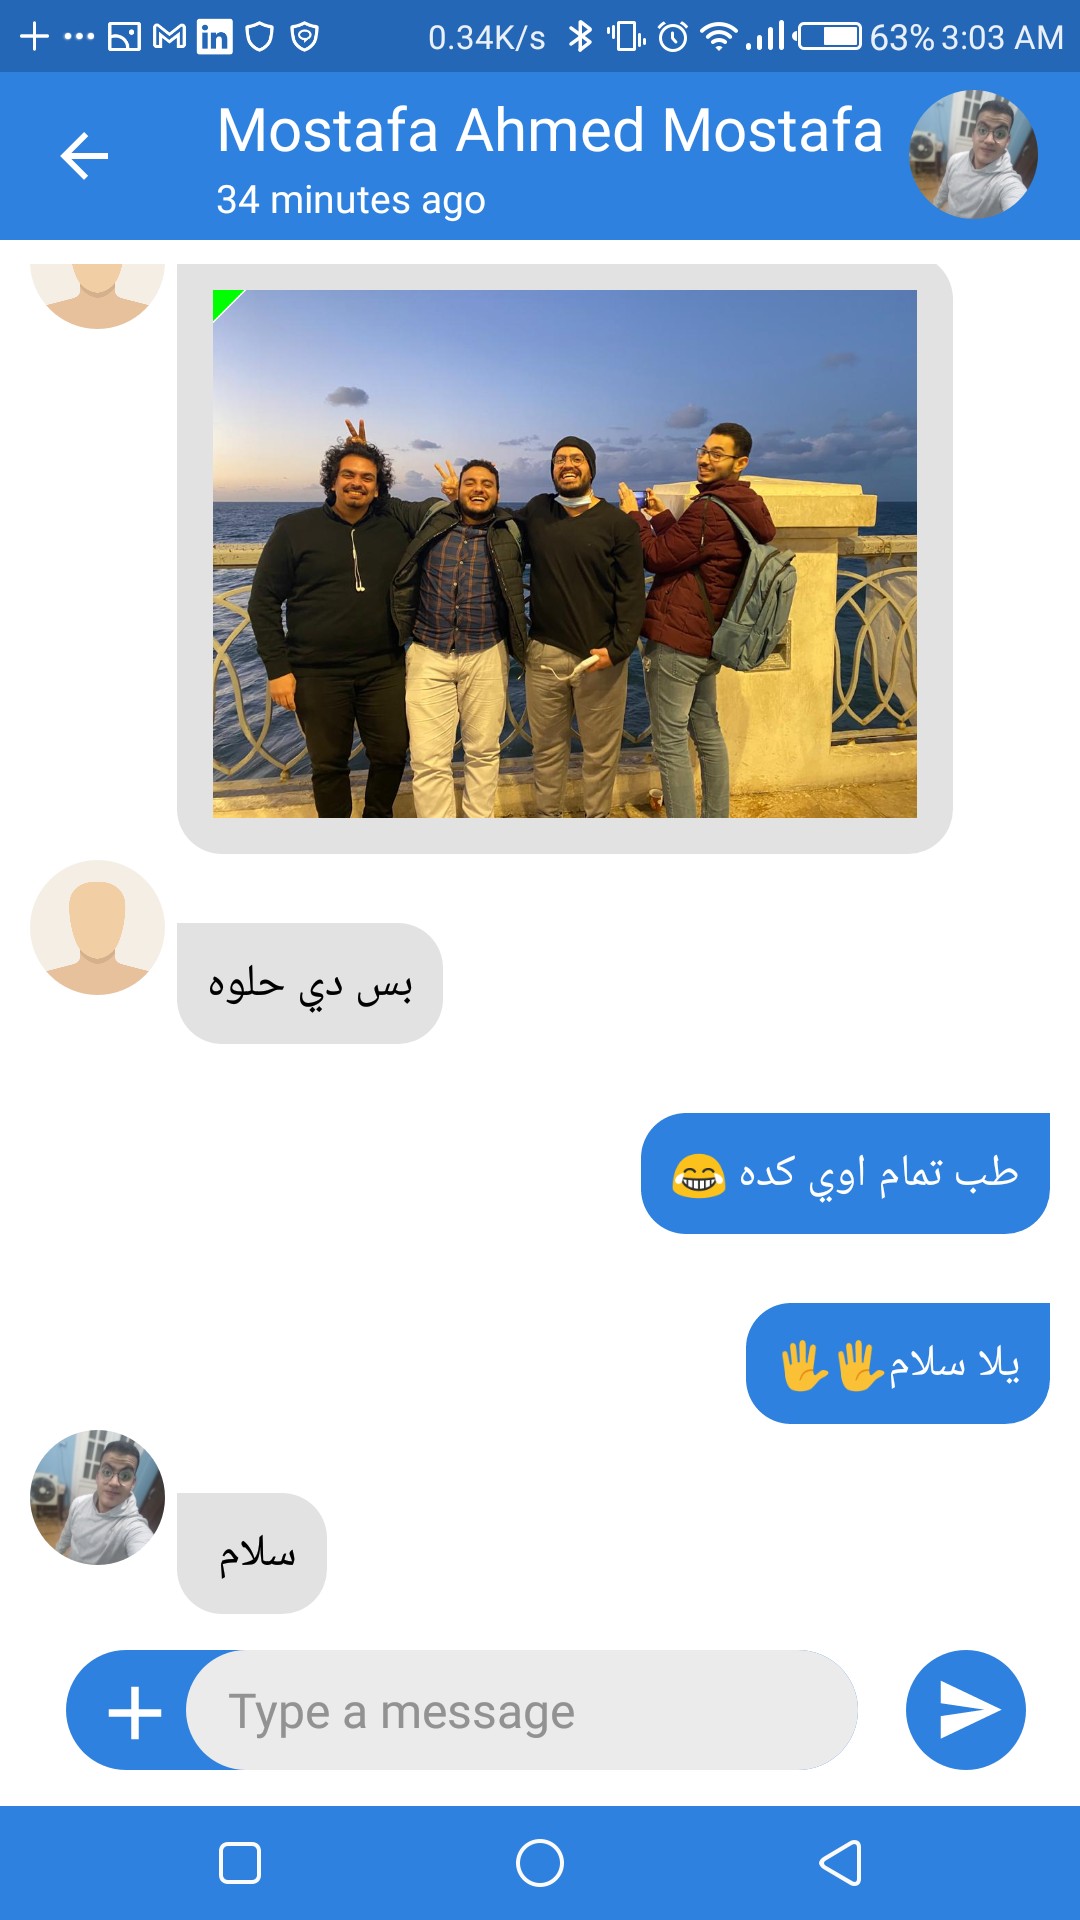 0.34K/s 63% 3:03 AM
Mostafa Ahmed Mostafa
34 minutes ago
بس دي حلوه
طب تمام اوي كده 😂
يلا سلام🖐🖐
سلام
Type a message